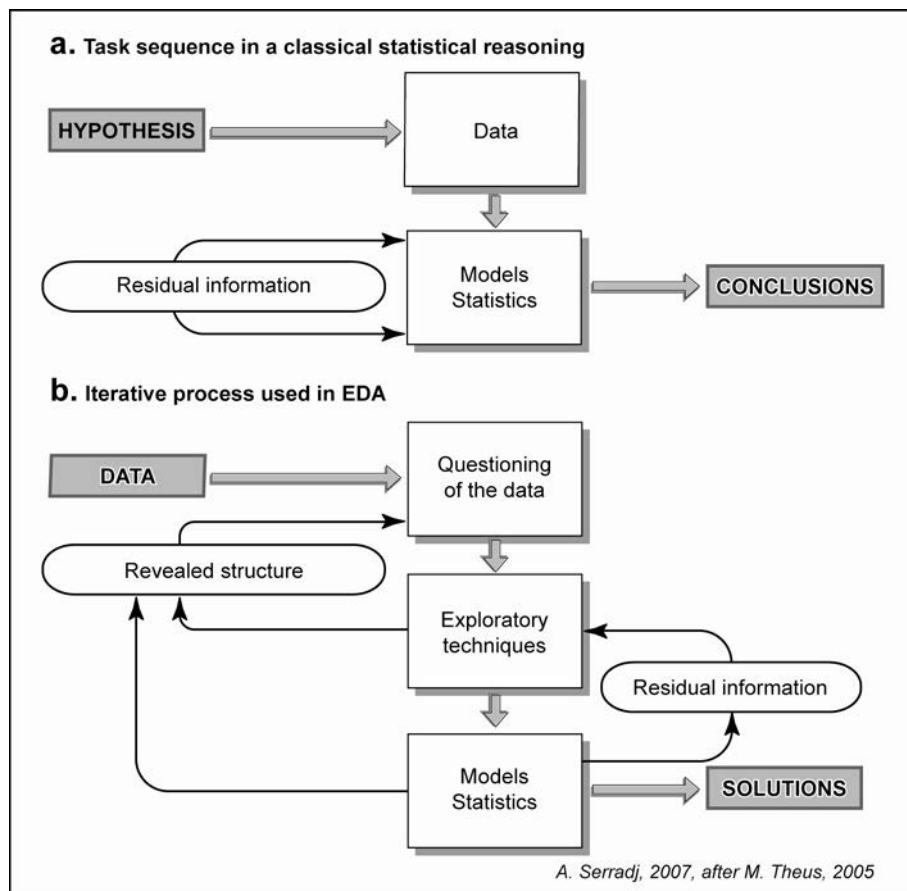 a. Task sequence in a classical statistical reasoning
HYPOTHESIS
Data
Residual information
Models
Statistics
CONCLUSIONS
b. Iterative process used in EDA
DATA
Questioning
of the data
Revealed structure
Exploratory
techniques
Residual information
Models
Statistics
SOLUTIONS
A. Serradj, 2007, after M. Theus, 2005